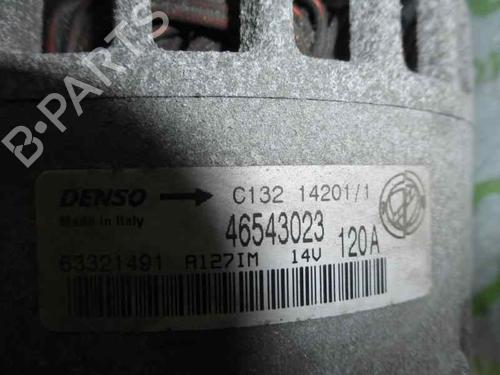 B-PARTS
DENSO C132 14201/1
Made in Italy 46543023 120A
63321491 A127IM 14V